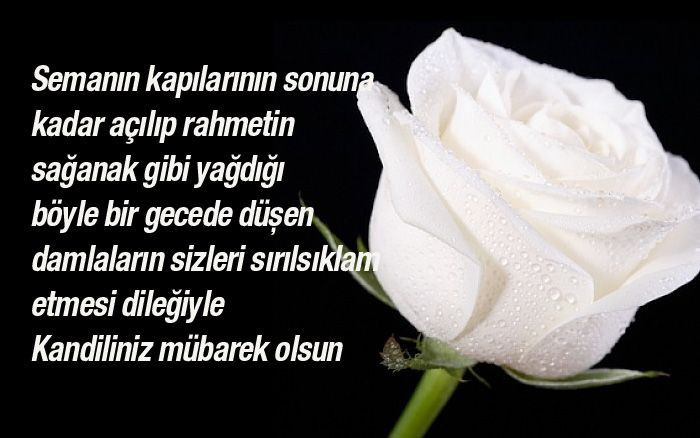 Semanın kapılarının sonuna
kadar açılıp rahmetin
sağanak gibi yağdığı
böyle bir gecede düşen
damlaların sizleri sırılsıklam
etmesi dileğiyle
Kandiliniz mübarek olsun